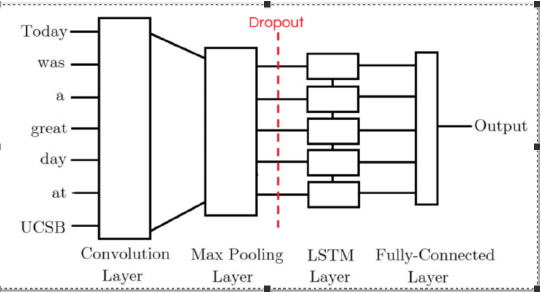 Dropout
Today
was
a
great
day
at
UCSB
Output
Convolution Layer
Max Pooling Layer
LSTM Layer
Fully-Connected Layer